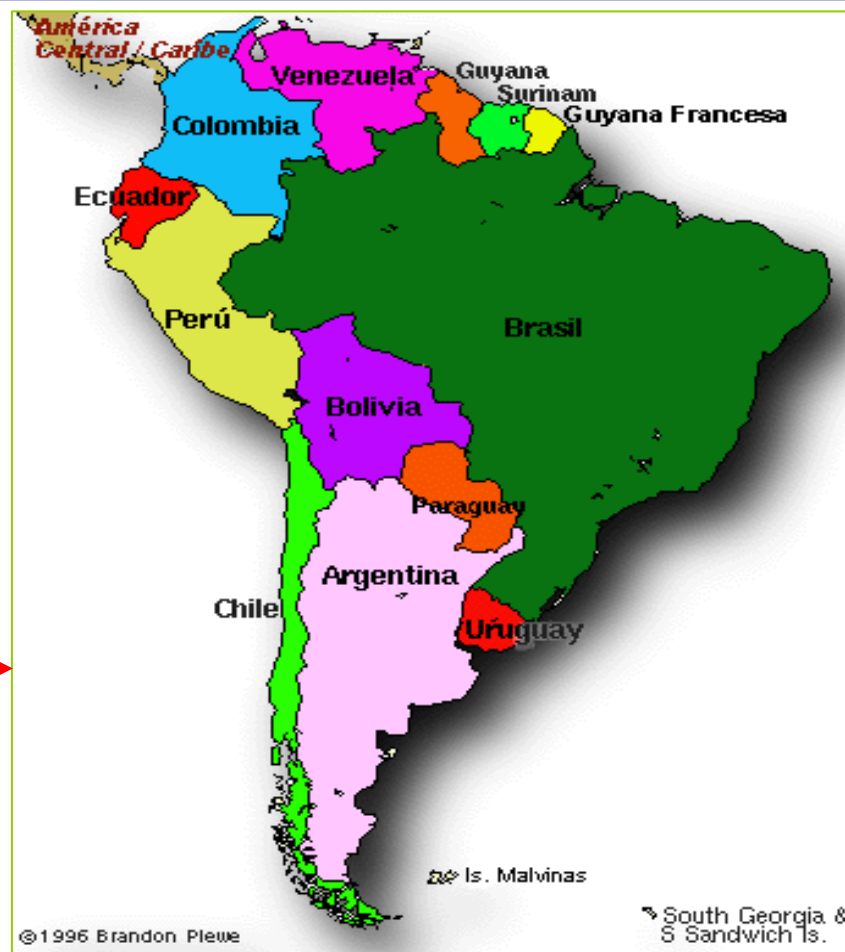 América
Central / Caribe
Venezuela
Guyana
Surinam
Guyana Francesa
Colombia
Ecuador
Perú
Brasil
Bolivia
Paraguay
Argentina
Chile
Uruguay
Is. Malvinas
South Georgia &
S Sandwich Is.
©1996 Brandon Plewe